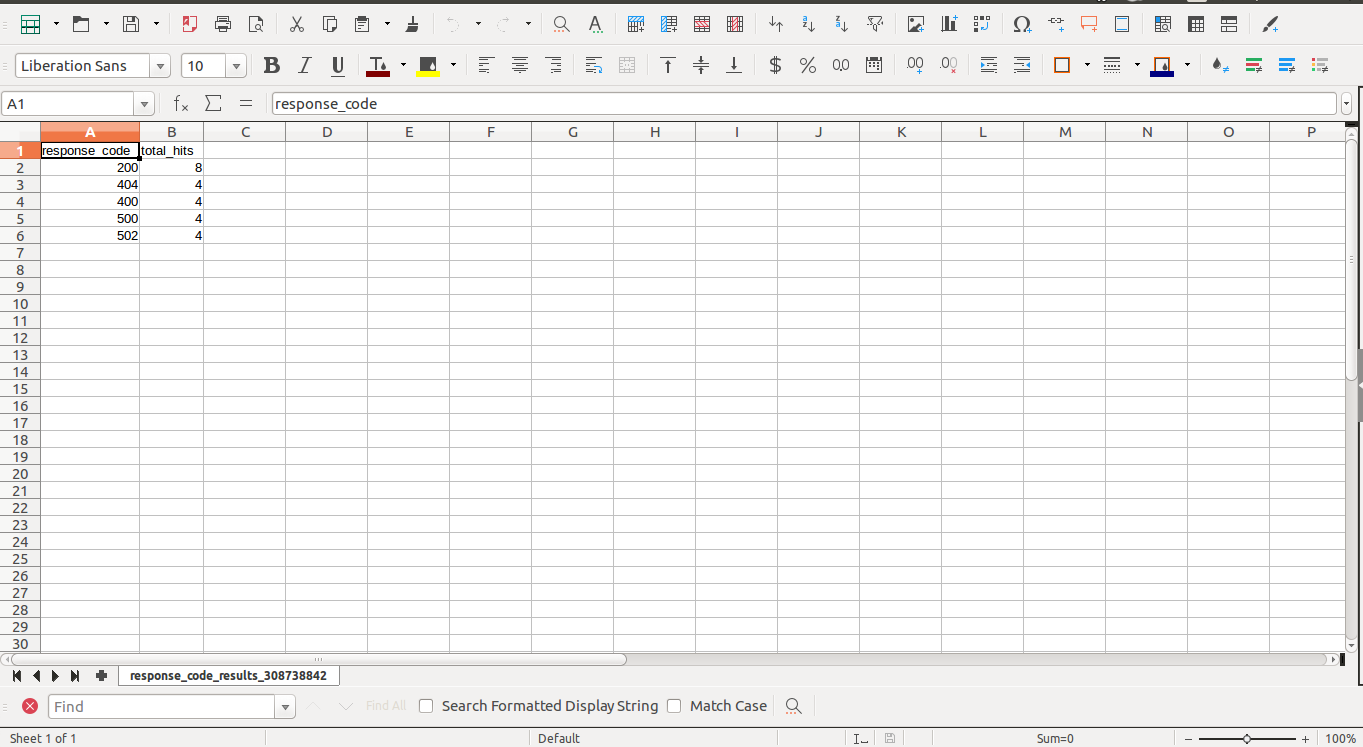 Liberation Sans 10
A1 response_code
A B C D E F G H I J K L M N O P
1 response_code total_hits
2 200 8
3 404 4
4 400 4
5 500 4
6 502 4
7
8
9
10
11
12
13
14
15
16
17
18
19
20
21
22
23
24
25
26
27
28
29
30
response_code_results_308738842
Find Find All Search Formatted Display String Match Case
Sheet 1 of 1 Default Sum=0 100%